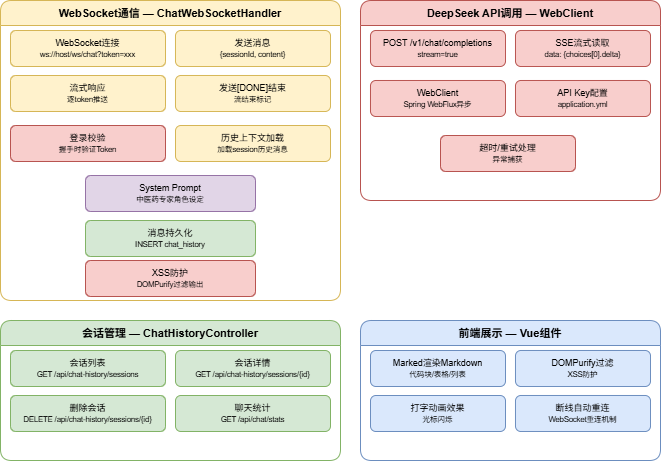 WebSocket通信 — ChatWebSocketHandler
WebSocket连接
ws://host/ws/chat?token=xxx
发送消息
{sessionId, content}
流式响应
逐token推送
发送[DONE]结束
流结束标记
登录校验
握手时验证Token
历史上下文加载
加载session历史消息
System Prompt
中医药专家角色设定
消息持久化
INSERT chat_history
XSS防护
DOMPurify过滤输出
DeepSeek API调用 — WebClient
POST /v1/chat/completions
stream=true
SSE流式读取
data: {choices[0].delta}
WebClient
Spring WebFlux异步
API Key配置
application.yml
超时/重试处理
异常捕获
会话管理 — ChatHistoryController
会话列表
GET /api/chat-history/sessions
会话详情
GET /api/chat-history/sessions/{id}
删除会话
DELETE /api/chat-history/sessions/{id}
聊天统计
GET /api/chat/stats
前端展示 — Vue组件
Marked渲染Markdown
代码块/表格/列表
DOMPurify过滤
XSS防护
打字动画效果
光标闪烁
断线自动重连
WebSocket重连机制